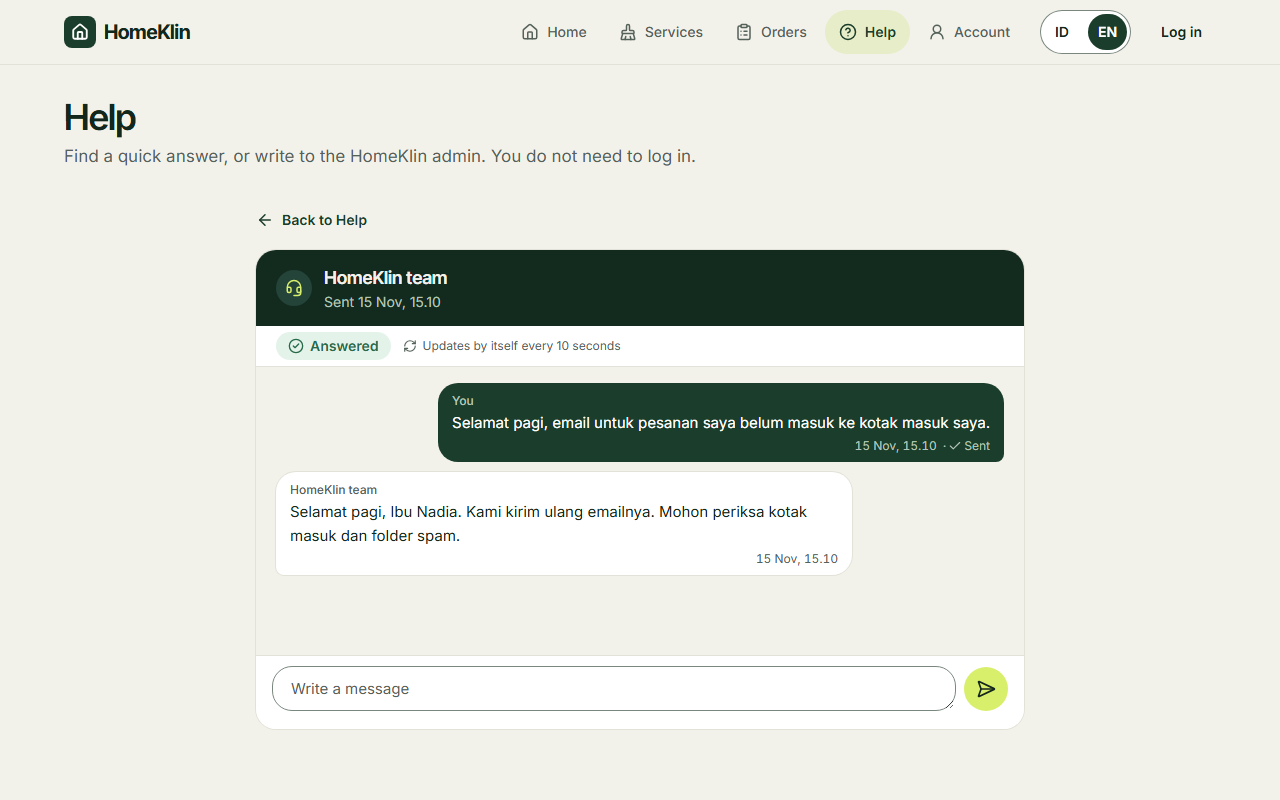 HomeKlin
Home
Services
Orders
Help
Account
ID
EN
Log in
Help
Find a quick answer, or write to the HomeKlin admin. You do not need to log in.
Back to Help
HomeKlin team
Sent 15 Nov, 15.10
Answered
Updates by itself every 10 seconds
You
Selamat pagi, email untuk pesanan saya belum masuk ke kotak masuk saya.
15 Nov, 15.10 · Sent
HomeKlin team
Selamat pagi, Ibu Nadia. Kami kirim ulang emailnya. Mohon periksa kotak
masuk dan folder spam.
15 Nov, 15.10
Write a message